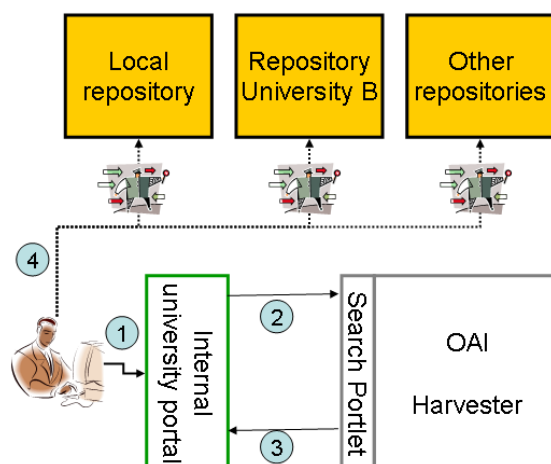 Local
repository
Repository
University B
Other
repositories
4
1
Internal
university portal
2
3
Search Portlet
OAI
Harvester